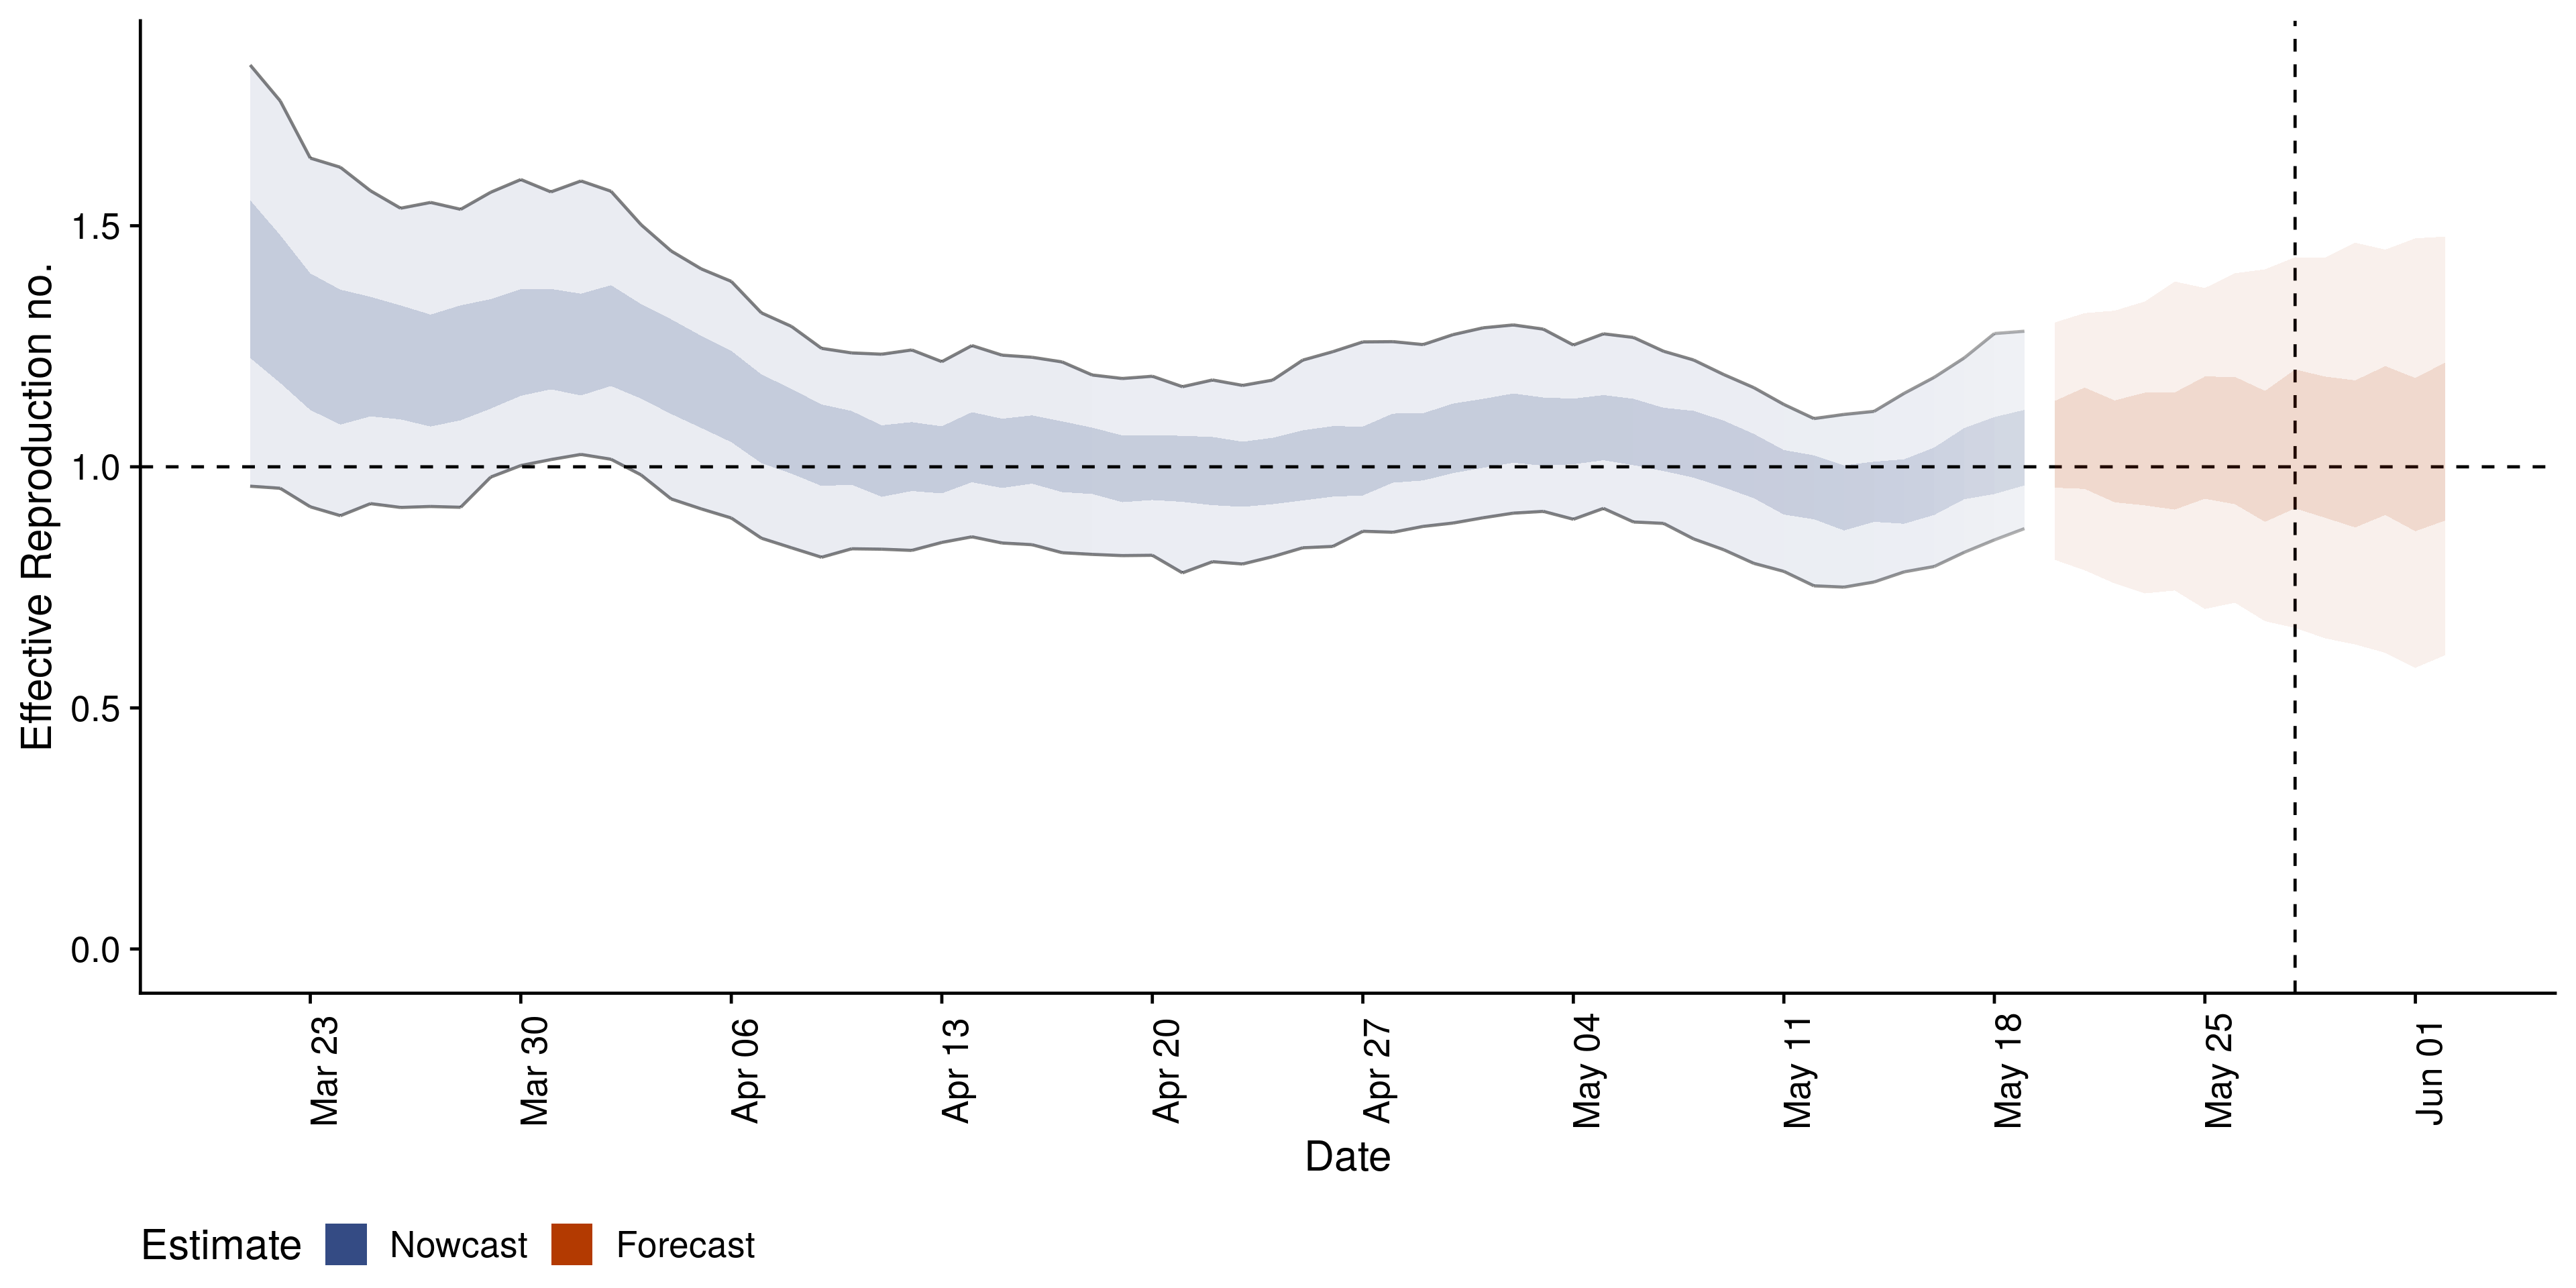 Effective Reproduction no.
1.5
1.0
0.5
0.0
Mar 23
Mar 30
Apr 06
Apr 13
Apr 20
Apr 27
May 04
May 11
May 18
May 25
Jun 01
Date
Estimate Nowcast Forecast